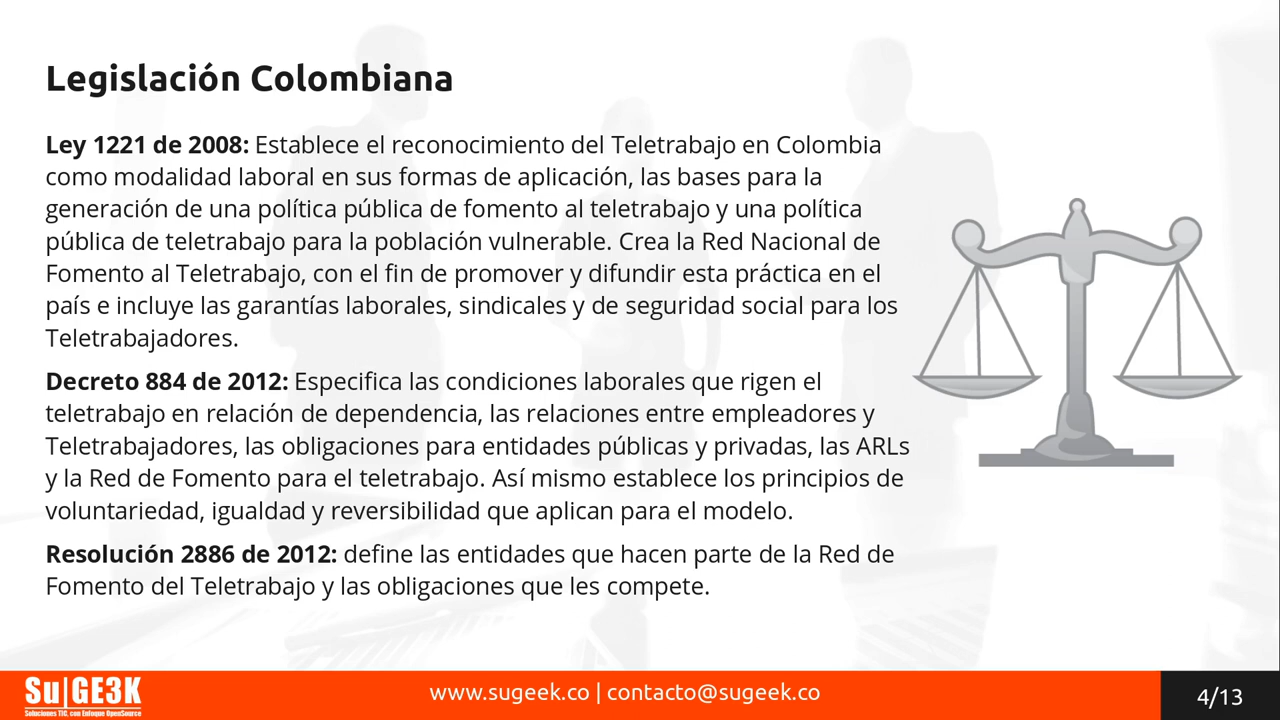 Legislación Colombiana
Ley 1221 de 2008: Establece el reconocimiento del Teletrabajo en Colombia
como modalidad laboral en sus formas de aplicación, las bases para la
generación de una política pública de fomento al teletrabajo y una política
pública de teletrabajo para la población vulnerable. Crea la Red Nacional de
Fomento al Teletrabajo, con el fin de promover y difundir esta práctica en el
país e incluye las garantías laborales, sindicales y de seguridad social para los
Teletrabajadores.
Decreto 884 de 2012: Especifica las condiciones laborales que rigen el
teletrabajo en relación de dependencia, las relaciones entre empleadores y
Teletrabajadores, las obligaciones para entidades públicas y privadas, las ARLs
y la Red de Fomento para el teletrabajo. Así mismo establece los principios de
voluntariedad, igualdad y reversibilidad que aplican para el modelo.
Resolución 2886 de 2012: define las entidades que hacen parte de la Red de
Fomento del Teletrabajo y las obligaciones que les compete.
Su|GE3K
Soluciones TIC, con Enfoque OpenSource
www.sugeek.co | contacto@sugeek.co
4/13